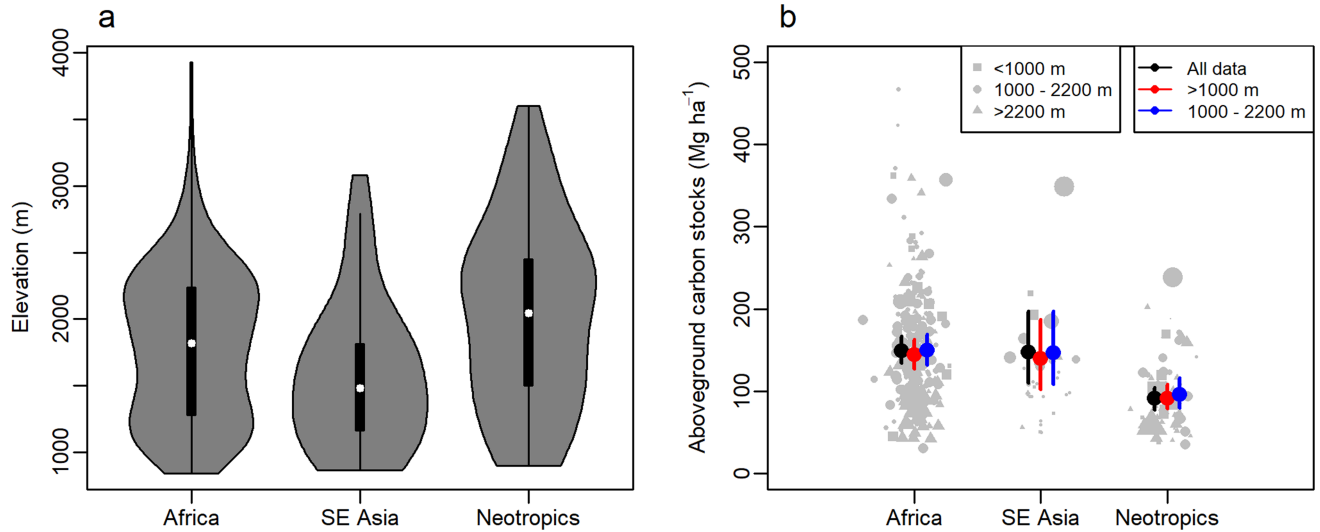 a
Elevation (m)
4000
3000
2000
1000
Africa
SE Asia
Neotropics
b
Aboveground carbon stocks (Mg ha⁻¹)
500
400
300
200
100
0
<1000 m
1000 - 2200 m
>2200 m
All data
>1000 m
1000 - 2200 m
Africa
SE Asia
Neotropics